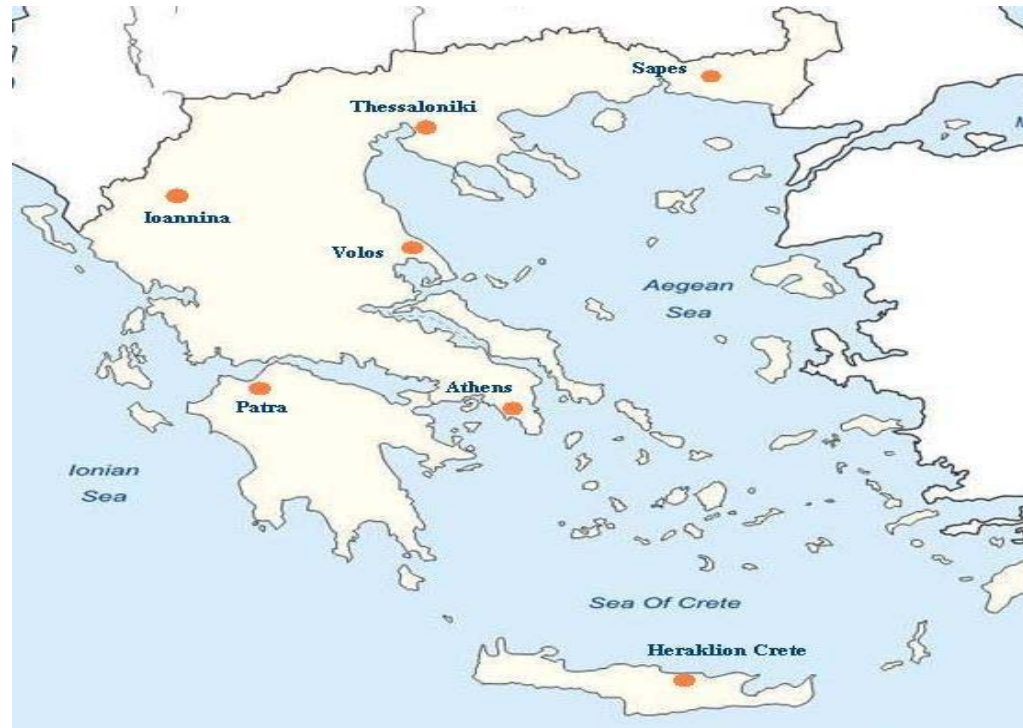 Sapes
Thessaloniki
M
Ioannina
Volos
Aegean
Sea
Athens
Patra
Ionian
Sea
Sea Of Crete
Heraklion Crete